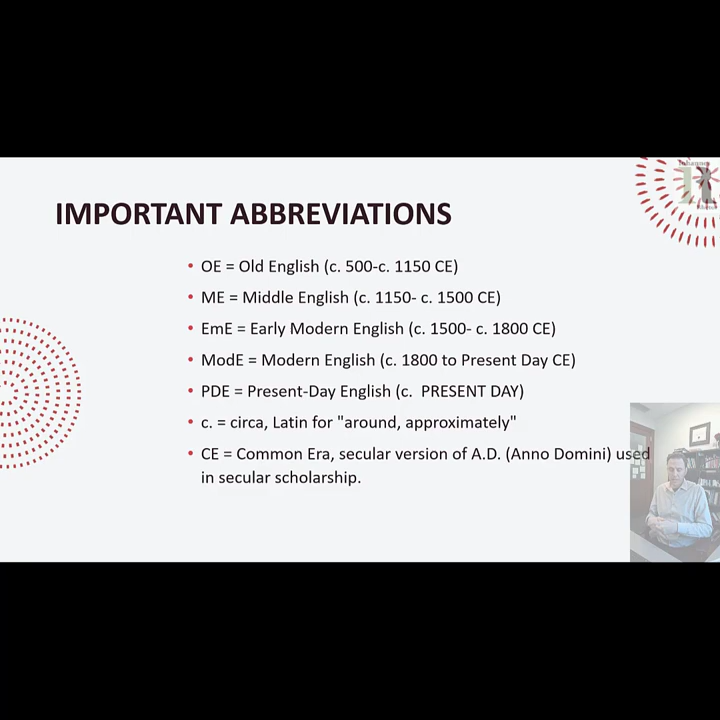 IMPORTANT ABBREVIATIONS
• OE = Old English (c. 500-c. 1150 CE)
• ME = Middle English (c. 1150- c. 1500 CE)
• EmE = Early Modern English (c. 1500- c. 1800 CE)
• ModE = Modern English (c. 1800 to Present Day CE)
• PDE = Present-Day English (c.  PRESENT DAY)
• c. = circa, Latin for "around, approximately"
• CE = Common Era, secular version of A.D. (Anno Domini) used
in secular scholarship.